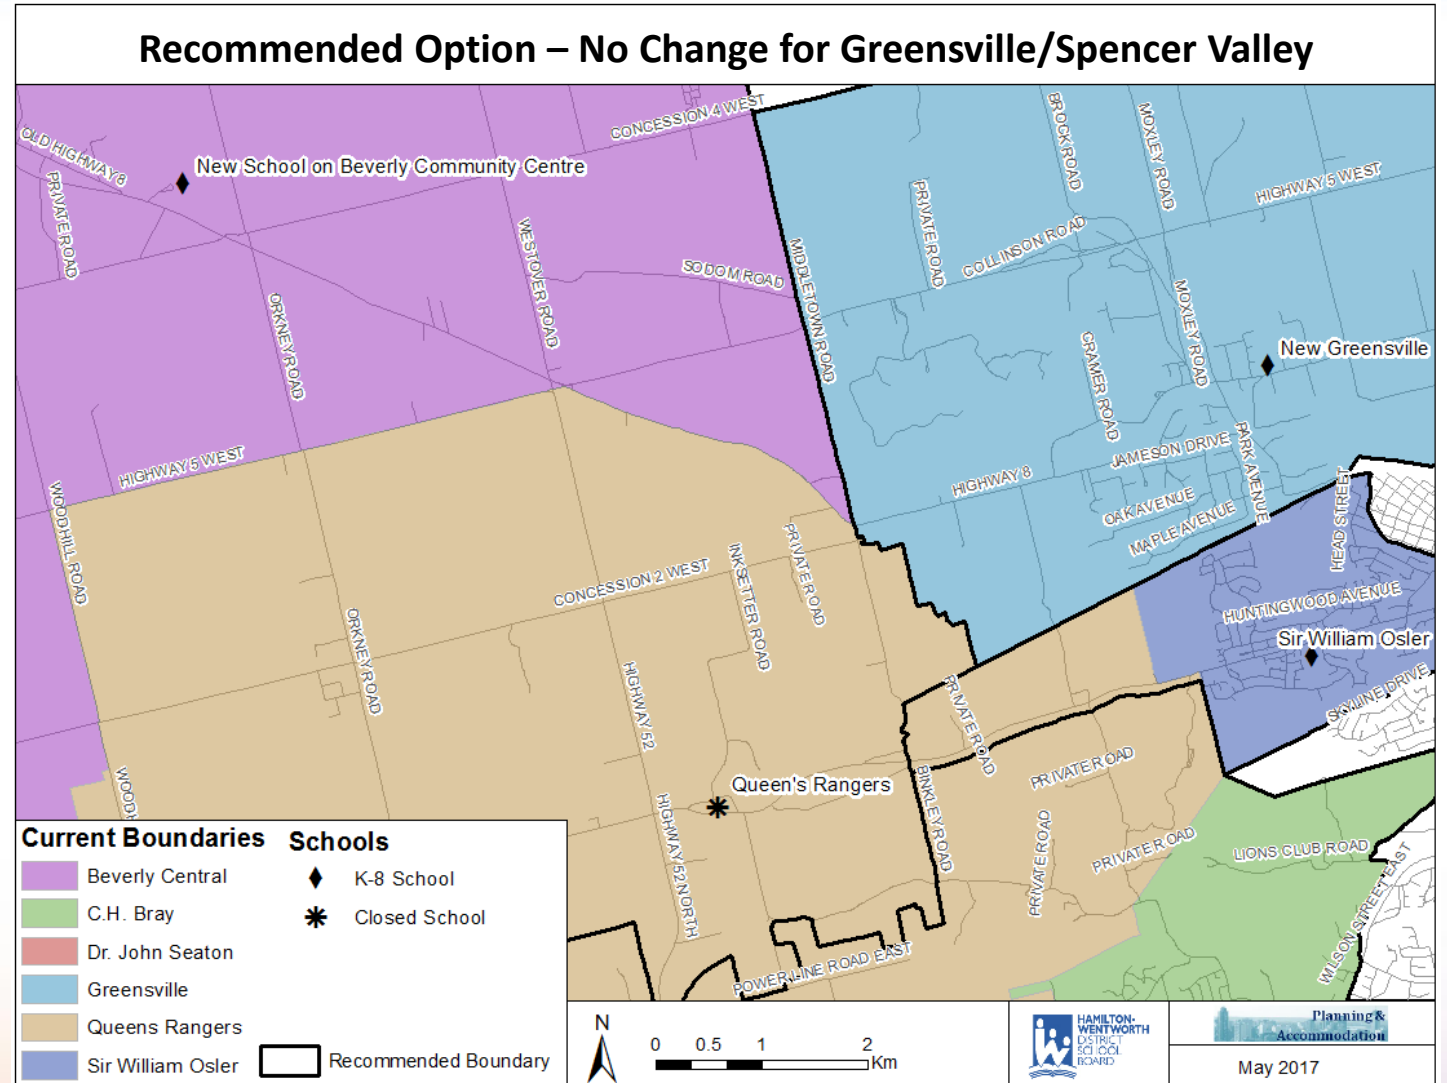 Recommended Option – No Change for Greensville/Spencer Valley
CONCESSION 4 WEST
OLD HIGHWAY 8
New School on Beverly Community Centre
PRIVATE ROAD
BROCK ROAD
MOXLEY ROAD
HIGHWAY 5 WEST
PRIVATE ROAD
COLLINSON ROAD
WESTOVER ROAD
SODOM ROAD
MIDDLETOWN ROAD
ORKNEY ROAD
MOXLEY ROAD
CRAMER ROAD
New Greensville
HIGHWAY 5 WEST
HIGHWAY 8
JAMESON DRIVE
PARK AVENUE
OAK AVENUE
MAPLE AVENUE
HEAD STREET
WOODHILL ROAD
CONCESSION 2 WEST
INKSETTER ROAD
PRIVATE ROAD
HUNTINGWOOD AVENUE
Sir William Osler
ORKNEY ROAD
HIGHWAY 52
PRIVATE ROAD
SKYLINE DRIVE
WOODH
Queen's Rangers
BINKLEY ROAD
PRIVATE ROAD
HIGHWAY 52 NORTH
PRIVATE ROAD
PRIVATE ROAD
LIONS CLUB ROAD
WILSON STREET EAST
POWER LINE ROAD EAST
Current Boundaries
Beverly Central
C.H. Bray
Dr. John Seaton
Greensville
Queens Rangers
Sir William Osler
Schools
K-8 School
Closed School
Recommended Boundary
N
0 0.5 1 2
Km
HAMILTON-
WENTWORTH
DISTRICT
SCHOOL
BOARD
Planning &
Accommodation
May 2017